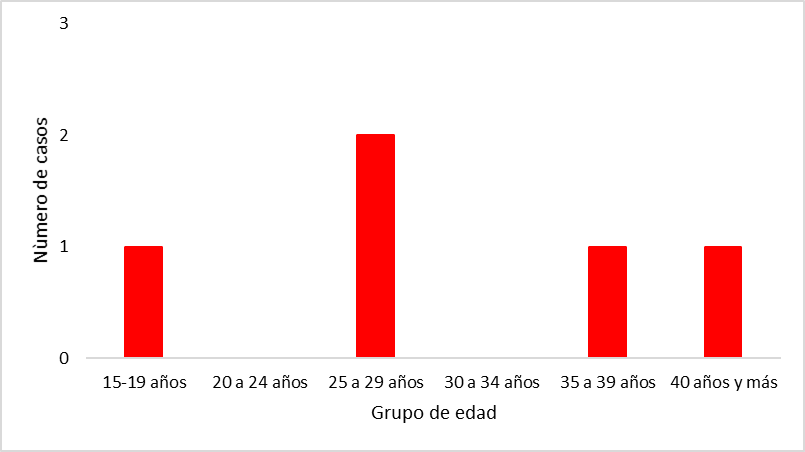 3
2
1
0
Nùmero de casos
15-19 años
20 a 24 años
25 a 29 años
30 a 34 años
35 a 39 años
40 años y más
Grupo de edad